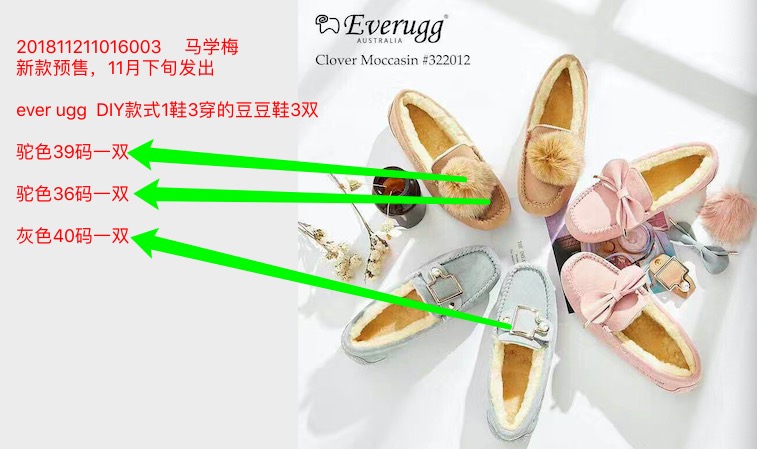 201811211016003 马学梅
新款预售，11月下旬发出
ever ugg DIY款式1鞋3穿的豆豆鞋3双
驼色39码一双
驼色36码一双
灰色40码一双
Everugg®
AUSTRALIA
Clover Moccasin #322012